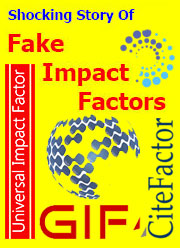 Shocking Story Of
Fake
Impact
Factors
Universal Impact Factor
GIF
CiteFactor